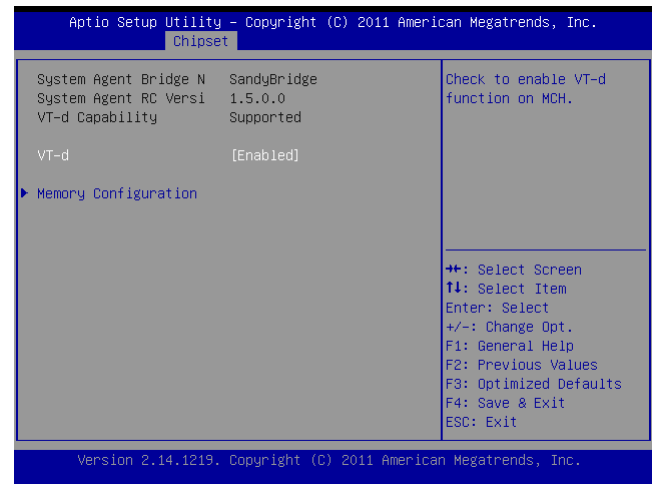 Aptio Setup Utility – Copyright (C) 2011 American Megatrends, Inc.
Chipset
System Agent Bridge N SandyBridge
System Agent RC Versi 1.5.0.0
VT-d Capability Supported
VT-d [Enabled]
Memory Configuration
Check to enable VT-d
function on MCH.
→←: Select Screen
↑↓: Select Item
Enter: Select
+/-: Change Opt.
F1: General Help
F2: Previous Values
F3: Optimized Defaults
F4: Save & Exit
ESC: Exit
Version 2.14.1219. Copyright (C) 2011 American Megatrends, Inc.